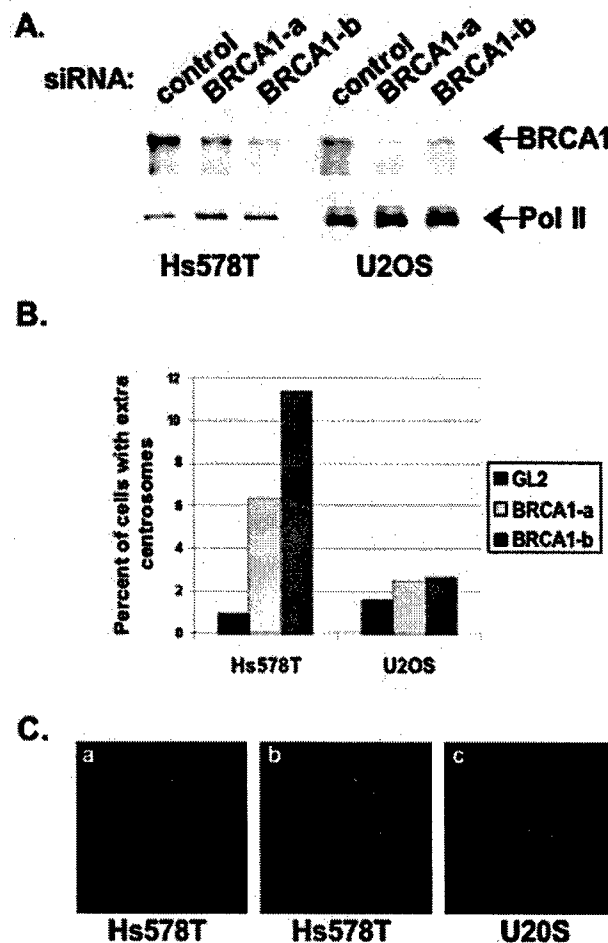 A.
siRNA: control BRCA1-a BRCA1-b control BRCA1-a BRCA1-b
BRCA1
Pol II
Hs578T U2OS
B.
Percent of cells with extra centrosomes
12
10
8
6
4
2
0
Hs578T U2OS
GL2
BRCA1-a
BRCA1-b
C.
a b c
Hs578T Hs578T U20S